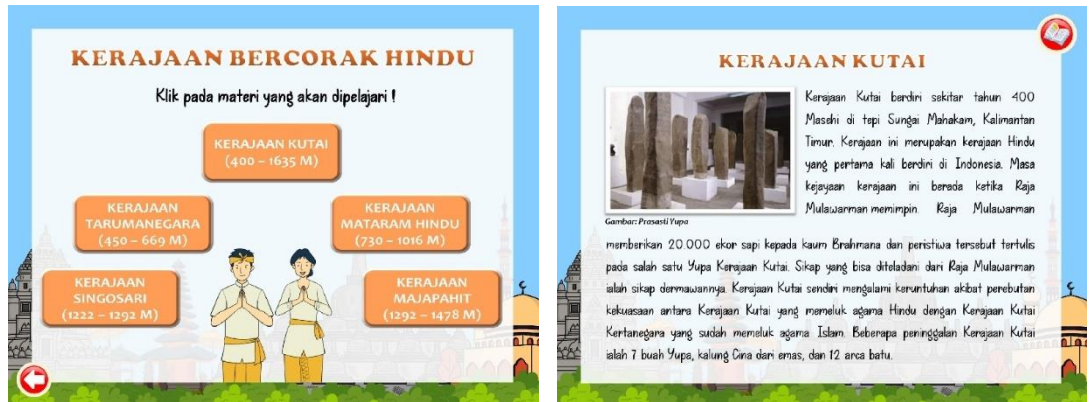 KERAJAAN BERCORAK HINDU
Klik pada materi yang akan dipelajari !
KERAJAAN KUTAI
(400 – 1635 M)
KERAJAAN
TARUMANEGARA
(450 – 669 M)
KERAJAAN
MATARAM HINDU
(730 – 1016 M)
KERAJAAN
SINGOSARI
(1222 – 1292 M)
KERAJAAN
MAJAPAHIT
(1292 – 1478 M)
KERAJAAN KUTAI
Kerajaan Kutai berdiri sekitar tahun 400
Masehi di tepi Sungai Mahakam, Kalimantan
Timur. Kerajaan ini merupakan kerajaan Hindu
yang pertama kali berdiri di Indonesia. Masa
kejayaan kerajaan ini berada ketika Raja
Mulawarman memimpin. Raja Mulawarman
Gambar: Prasasti Yupa
memberikan 20.000 ekor sapi kepada kaum Brahmana dan peristiwa tersebut tertulis
pada salah satu Yupa Kerajaan Kutai. Sikap yang bisa diteladani dari Raja Mulawarman
ialah sikap dermawannya. Kerajaan Kutai sendiri mengalami keruntuhan akibat perebutan
kekuasaan antara Kerajaan Kutai yang memeluk agama Hindu dengan Kerajaan Kutai
Kertanegara yang sudah memeluk agama Islam. Beberapa peninggalan Kerajaan Kutai
ialah 7 buah Yupa, kalung Cina dari emas, dan 12 arca batu.